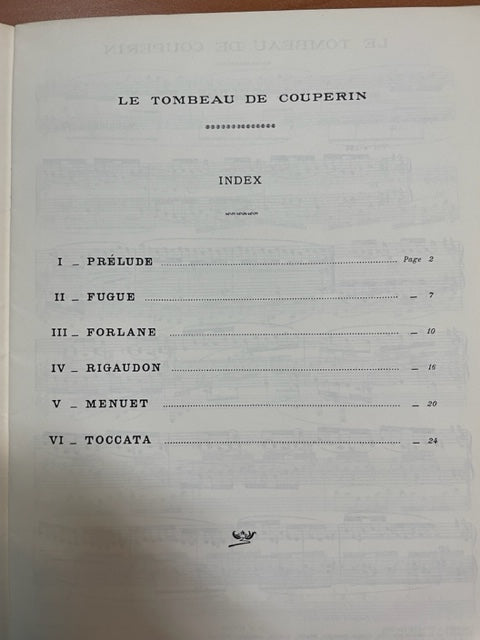 LE TOMBEAU DE COUPERIN
INDEX
I _ PRÉLUDE ........ Page 2
II _ FUGUE ........ _ 7
III _ FORLANE ........ _ 10
IV _ RIGAUDON ........ _ 16
V _ MENUET ........ _ 20
VI _ TOCCATA ........ _ 24